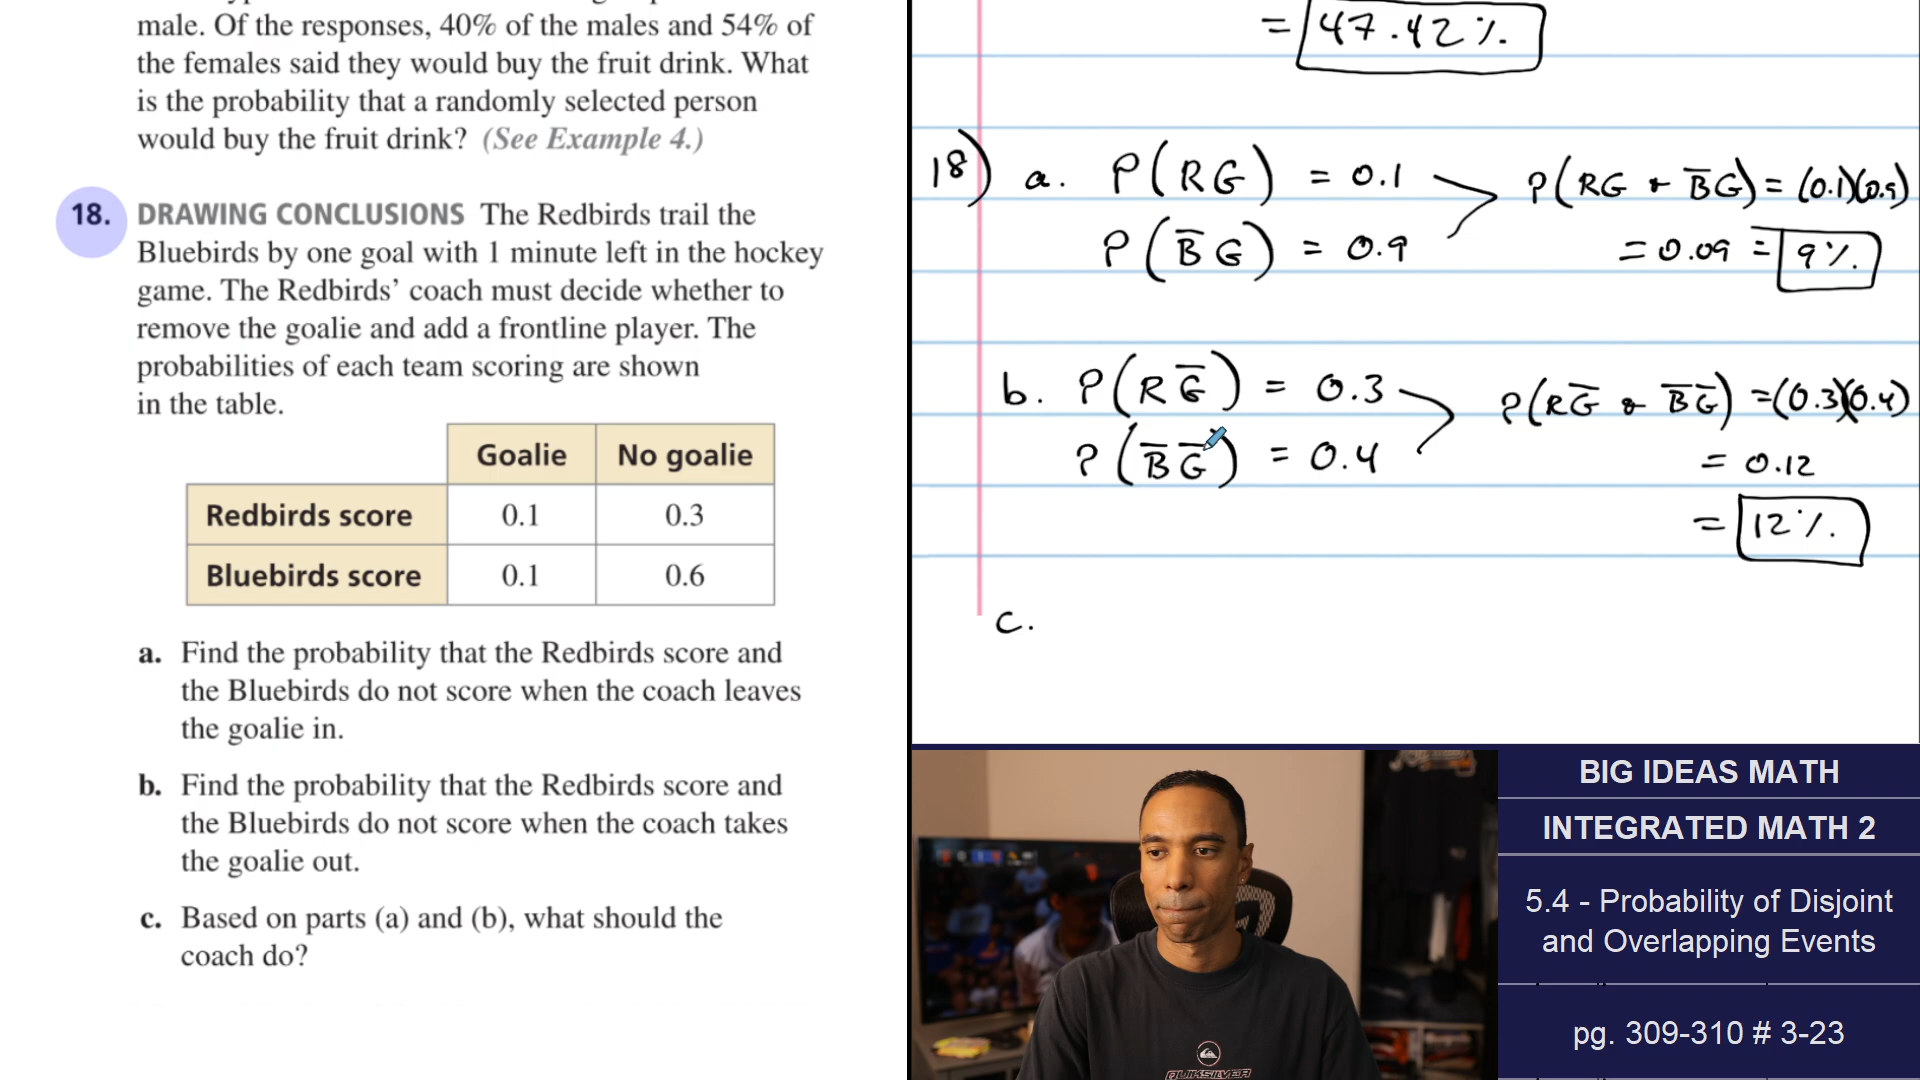 male. Of the responses, 40% of the males and 54% of
the females said they would buy the fruit drink. What
is the probability that a randomly selected person
would buy the fruit drink? (See Example 4.)
18. DRAWING CONCLUSIONS The Redbirds trail the
Bluebirds by one goal with 1 minute left in the hockey
game. The Redbirds’ coach must decide whether to
remove the goalie and add a frontline player. The
probabilities of each team scoring are shown
in the table.
Goalie No goalie
Redbirds score 0.1 0.3
Bluebirds score 0.1 0.6
a. Find the probability that the Redbirds score and
the Bluebirds do not score when the coach leaves
the goalie in.
b. Find the probability that the Redbirds score and
the Bluebirds do not score when the coach takes
the goalie out.
c. Based on parts (a) and (b), what should the
coach do?
= 47.42%
18) a. P(RG) = 0.1
P(B̅G) = 0.9
P(RG + B̅G) = (0.1)(0.9)
= 0.09 = 9%
b. P(RG̅) = 0.3
P(B̅G̅) = 0.4
P(RG̅ & B̅G̅) = (0.3)(0.4)
= 0.12
= 12%
c.
QUIKSILVER
BIG IDEAS MATH
INTEGRATED MATH 2
5.4 - Probability of Disjoint
and Overlapping Events
pg. 309-310 # 3-23